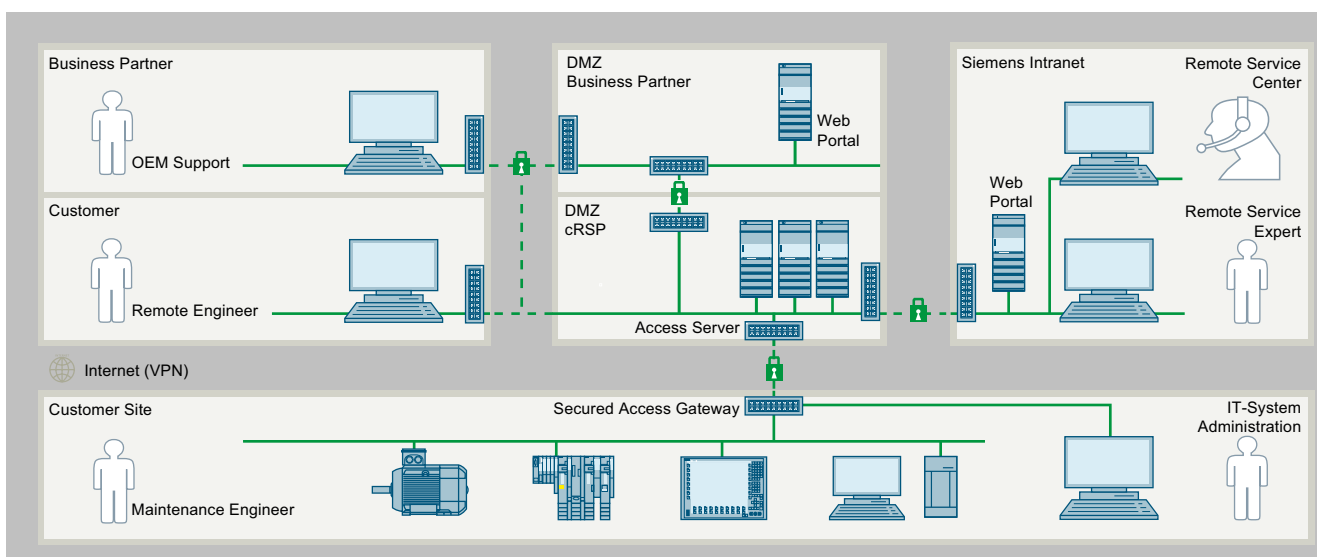 Business Partner
OEM Support
DMZ
Business Partner
Web
Portal
Siemens Intranet
Remote Service
Center
Customer
Remote Engineer
DMZ
cRSP
Access Server
Web
Portal
Remote Service
Expert
Internet (VPN)
Customer Site
Maintenance Engineer
Secured Access Gateway
IT-System
Administration